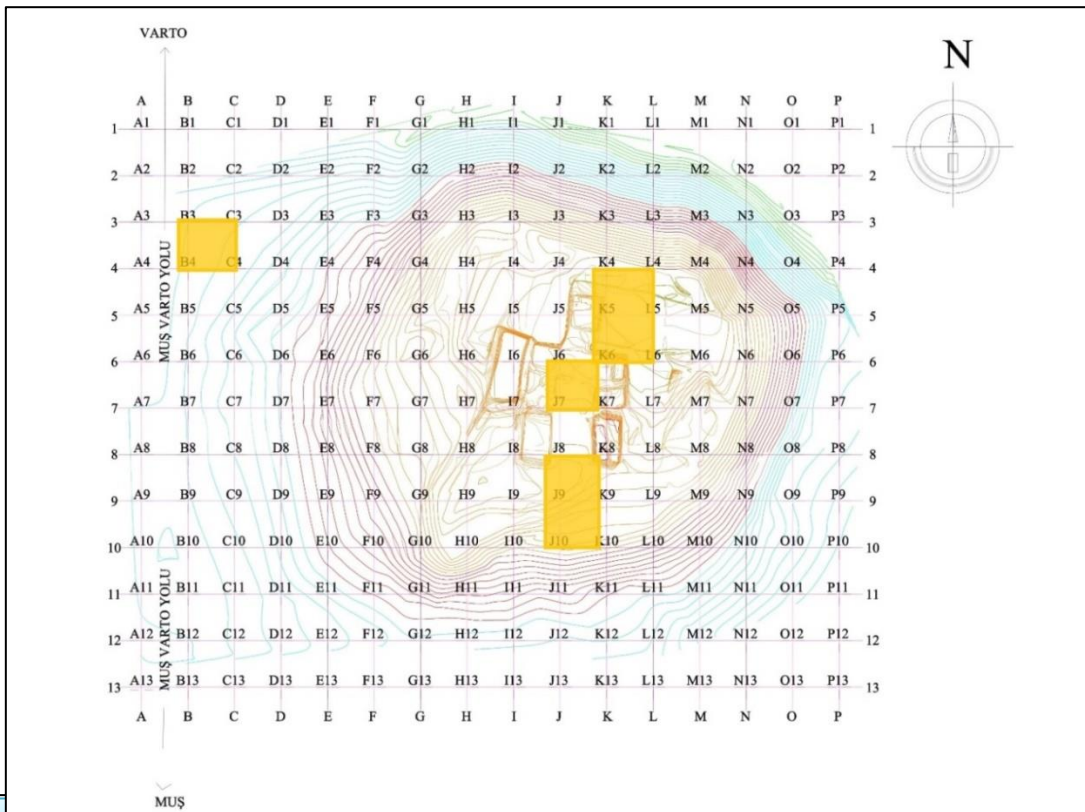 VARTO
N
A B C D E F G H I J K L M N O P
1 A1 B1 C1 D1 E1 F1 G1 H1 I1 J1 K1 L1 M1 N1 O1 P1 1
2 A2 B2 C2 D2 E2 F2 G2 H2 I2 J2 K2 L2 M2 N2 O2 P2 2
3 A3 B3 C3 D3 E3 F3 G3 H3 I3 J3 K3 L3 M3 N3 O3 P3 3
4 A4 B4 C4 D4 E4 F4 G4 H4 I4 J4 K4 L4 M4 N4 O4 P4 4
MUŞ VARTO YOLU
5 A5 B5 C5 D5 E5 F5 G5 H5 I5 J5 K5 L5 M5 N5 O5 P5 5
6 A6 B6 C6 D6 E6 F6 G6 H6 I6 J6 K6 L6 M6 N6 O6 P6 6
7 A7 B7 C7 D7 E7 F7 G7 H7 I7 J7 K7 L7 M7 N7 O7 P7 7
8 A8 B8 C8 D8 E8 F8 G8 H8 I8 J8 K8 L8 M8 N8 O8 P8 8
9 A9 B9 C9 D9 E9 F9 G9 H9 I9 J9 K9 L9 M9 N9 O9 P9 9
10 A10 B10 C10 D10 E10 F10 G10 H10 I10 J10 K10 L10 M10 N10 O10 P10 10
11 A11 B11 C11 D11 E11 F11 G11 H11 I11 J11 K11 L11 M11 N11 O11 P11 11
MUŞ VARTO YOLU
12 A12 B12 C12 D12 E12 F12 G12 H12 I12 J12 K12 L12 M12 N12 O12 P12 12
13 A13 B13 C13 D13 E13 F13 G13 H13 I13 J13 K13 L13 M13 N13 O13 P13 13
A B C D E F G H I J K L M N O P
MUŞ